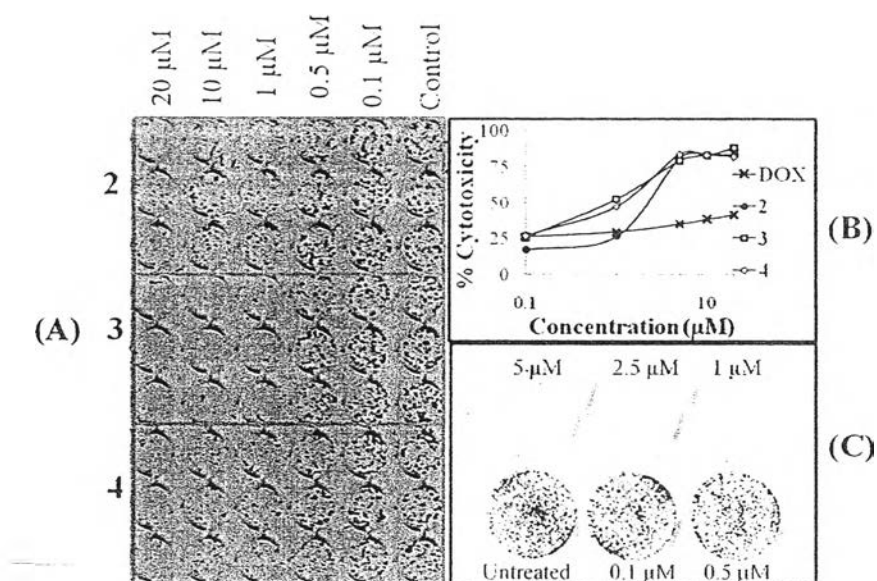 20 µM 10 µM 1 µM 0.5 µM 0.1 µM Control
2
3
4
(A)
100
75
50
25
0
% Cytotoxicity
0.1 10
Concentration (µM)
DOX
2
3
4
(B)
5 µM 2.5 µM 1 µM
Untreated 0.1 µM 0.5 µM
(C)